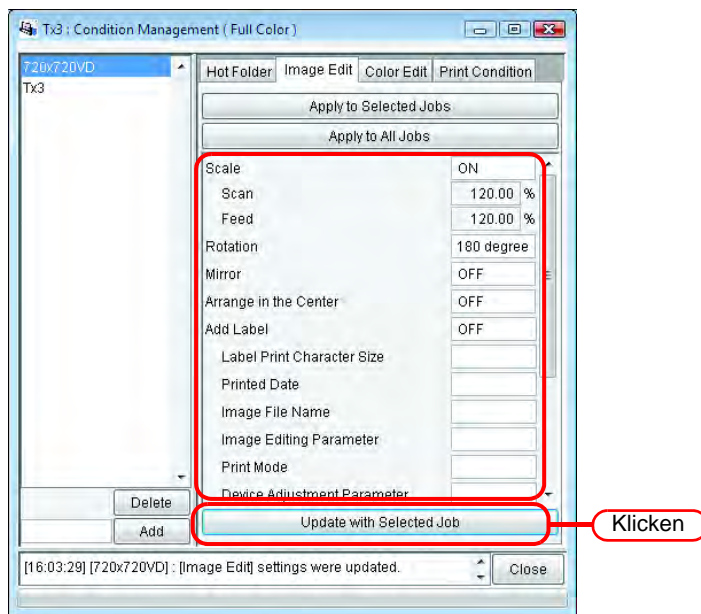 Tx3 : Condition Management ( Full Color )
720x720VD
Tx3
Hot Folder Image Edit Color Edit Print Condition
Apply to Selected Jobs
Apply to All Jobs
Scale ON
Scan 120.00 %
Feed 120.00 %
Rotation 180 degree
Mirror OFF
Arrange in the Center OFF
Add Label OFF
Label Print Character Size
Printed Date
Image File Name
Image Editing Parameter
Print Mode
Device Adjustment Parameter
Delete
Add
Update with Selected Job
Klicken
[16:03:29] [720x720VD] : [Image Edit] settings were updated.
Close